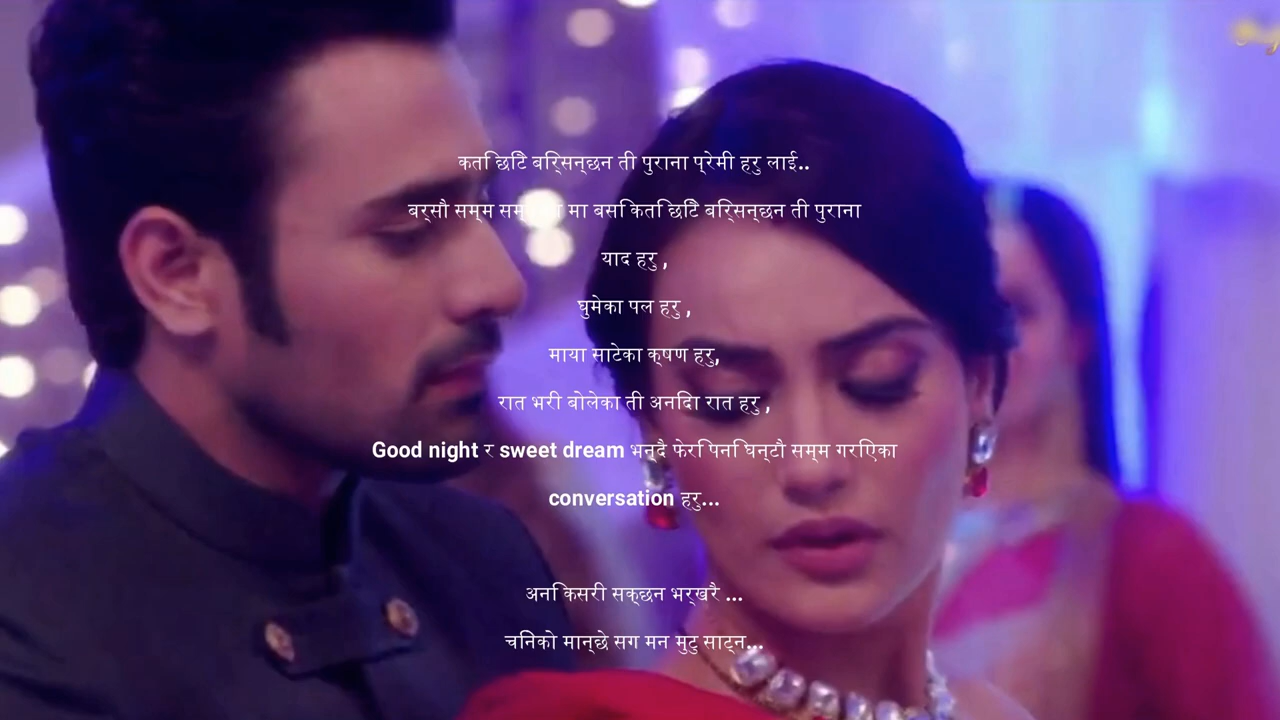 कति छिटै बिर्सिन्छन ती पुराना प्रेमी हरु लाई..
बर्सौ सम्म मा बस कति छिटै बिर्सिन्छन ती पुराना
याद हरु ,
घुमेका पल हरु ,
माया साटेका क्षण हरु,
रात भरी बोलेका ती अनिदा रात हरु ,
Good night र sweet dream भन्दै फेरि पनि घिन्टौ सम्म गरिएका
conversation हरु...
अनि किसरी सक्छन भर्खरै ...
चिनेको मान्छे सग मन मुटु साट्न...